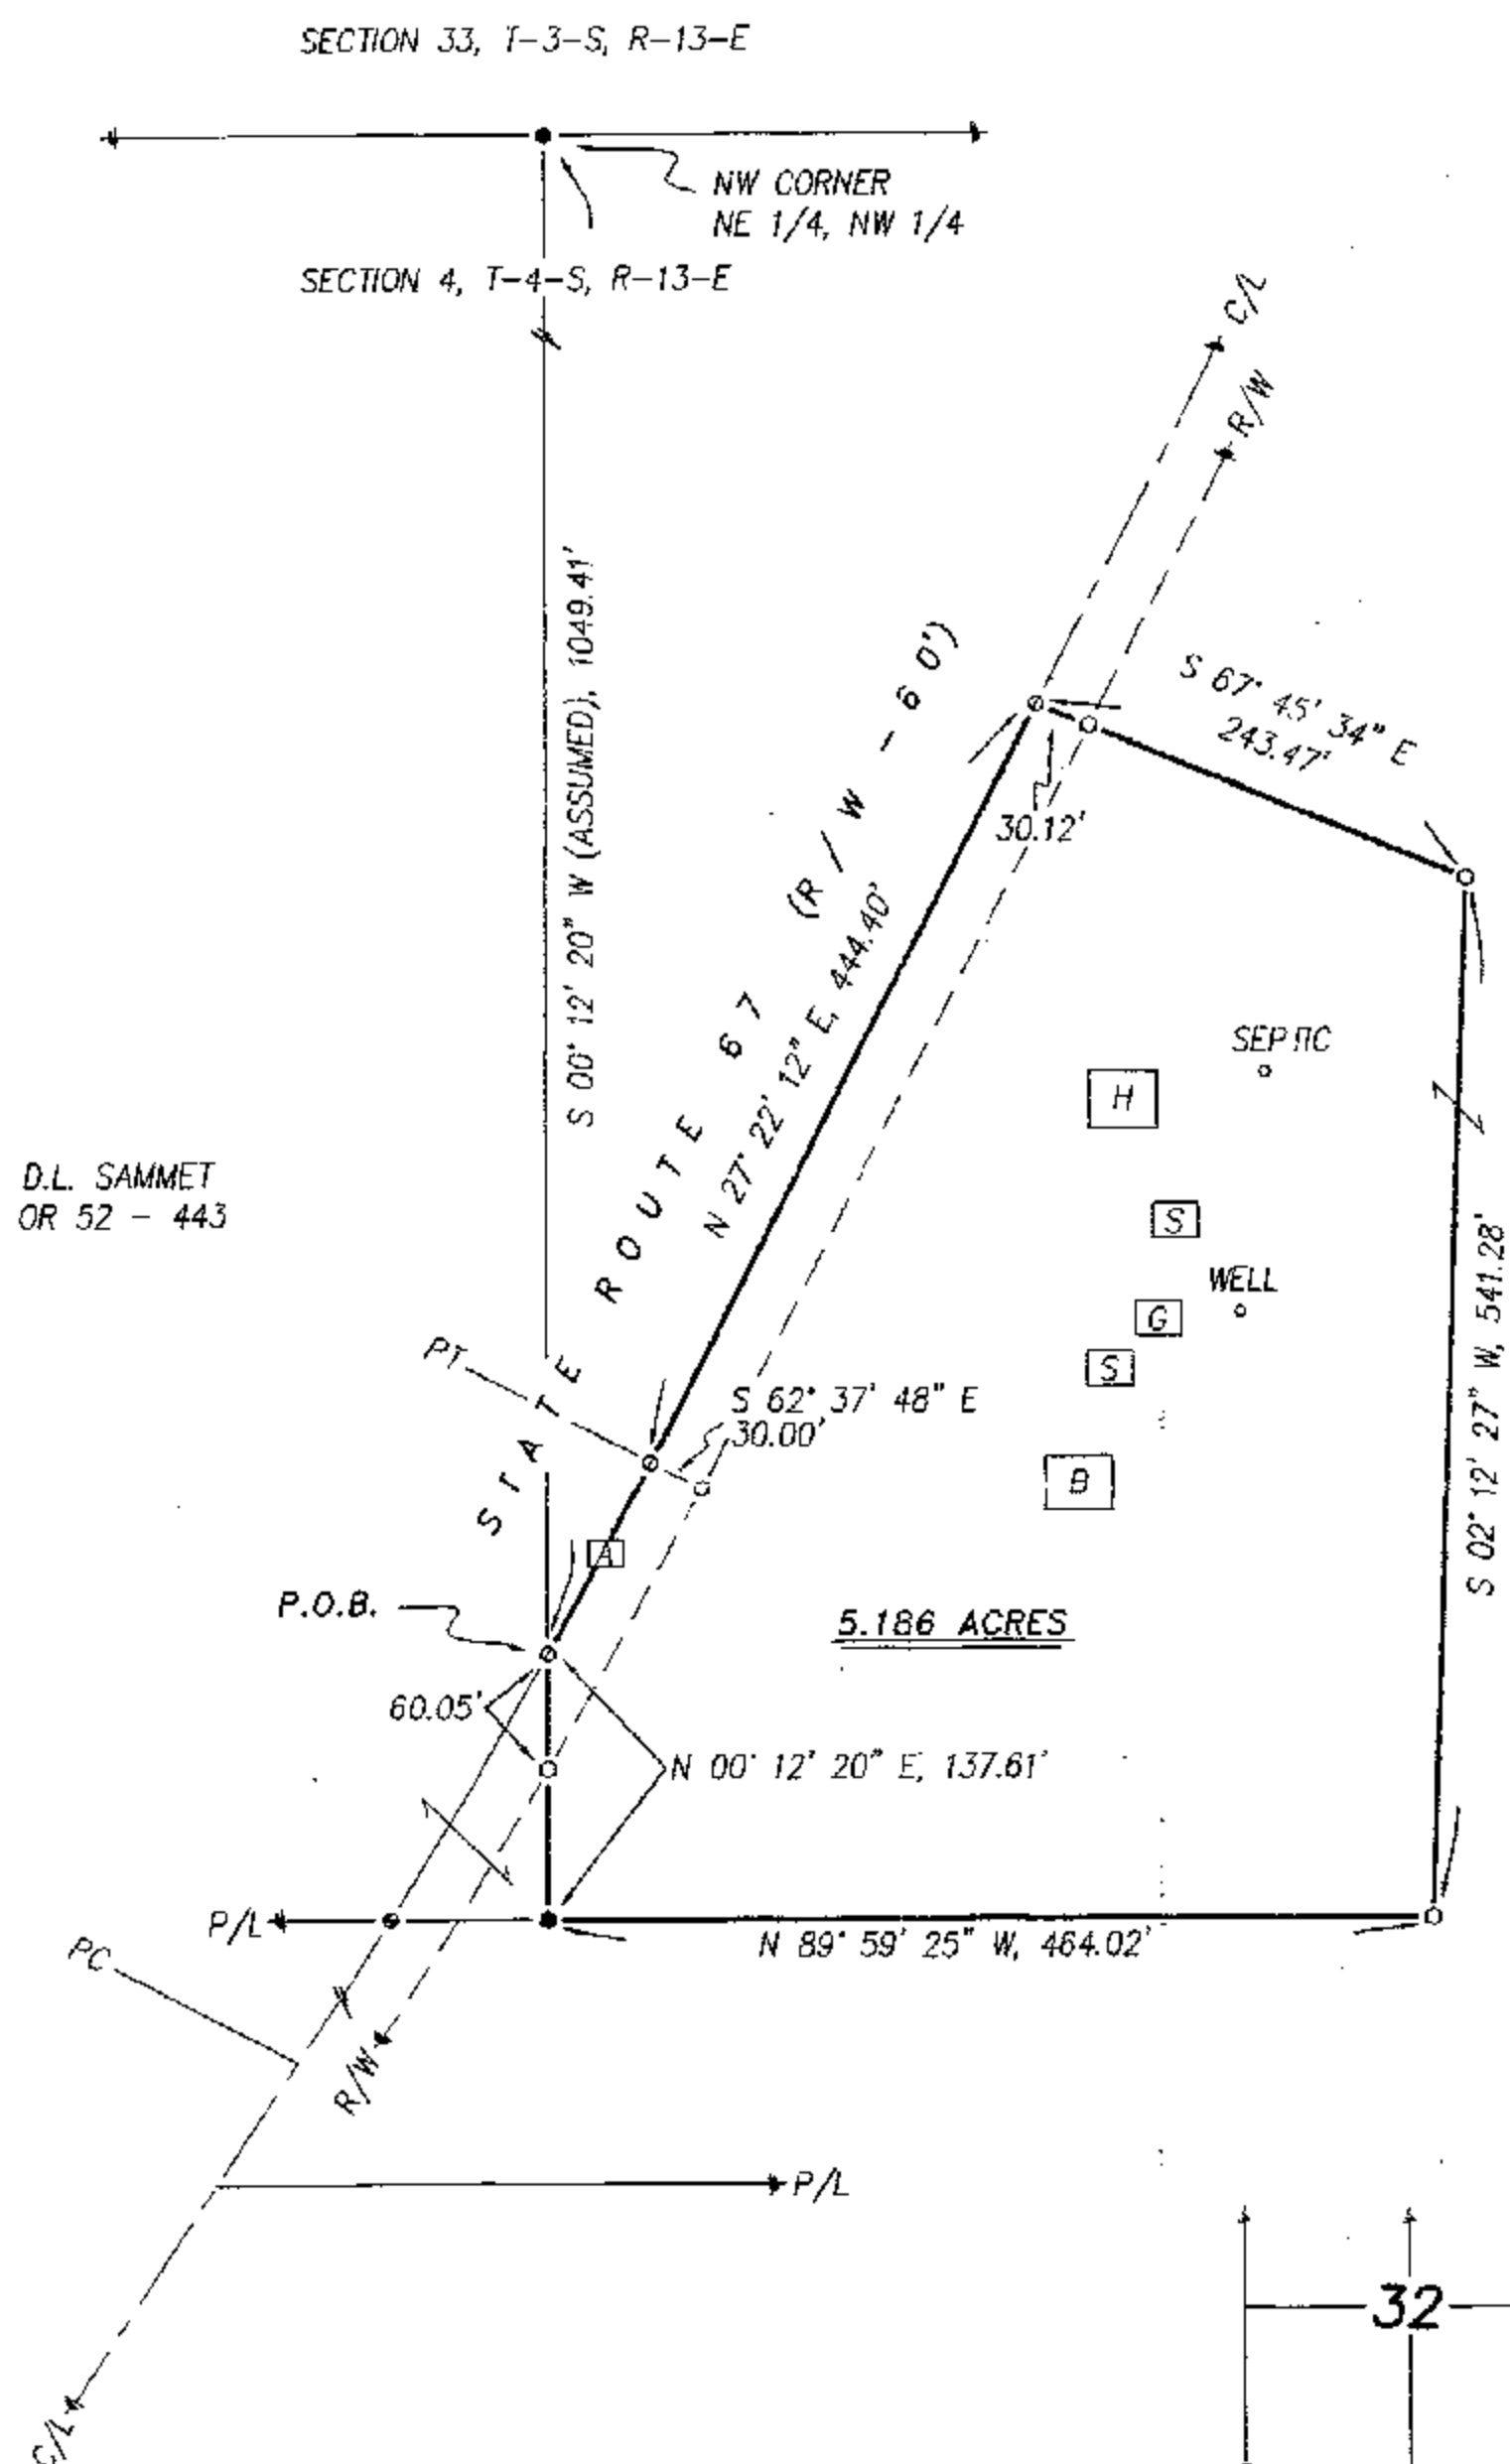 SECTION 33, T-3-S, R-13-E
NW CORNER
NE 1/4, NW 1/4
SECTION 4, T-4-S, R-13-E
C/L
R/W
S 00° 12' 20" W (ASSUMED), 1049.41'
S 67° 45' 34" E
243.47'
30.12'
STATE ROUTE 67 (R/W - 60')
N 27° 22' 12" E, 444.40'
SEPTIC
H
D.L. SAMMET
OR 52 - 443
S
WELL
G
S
S 02° 12' 27" W, 541.28'
PT
S 62° 37' 48" E
30.00'
B
A
P.O.B.
5.186 ACRES
60.05'
N 00° 12' 20" E, 137.61'
P/L
N 89° 59' 25" W, 464.02'
PC
R/W
P/L
32
C/L